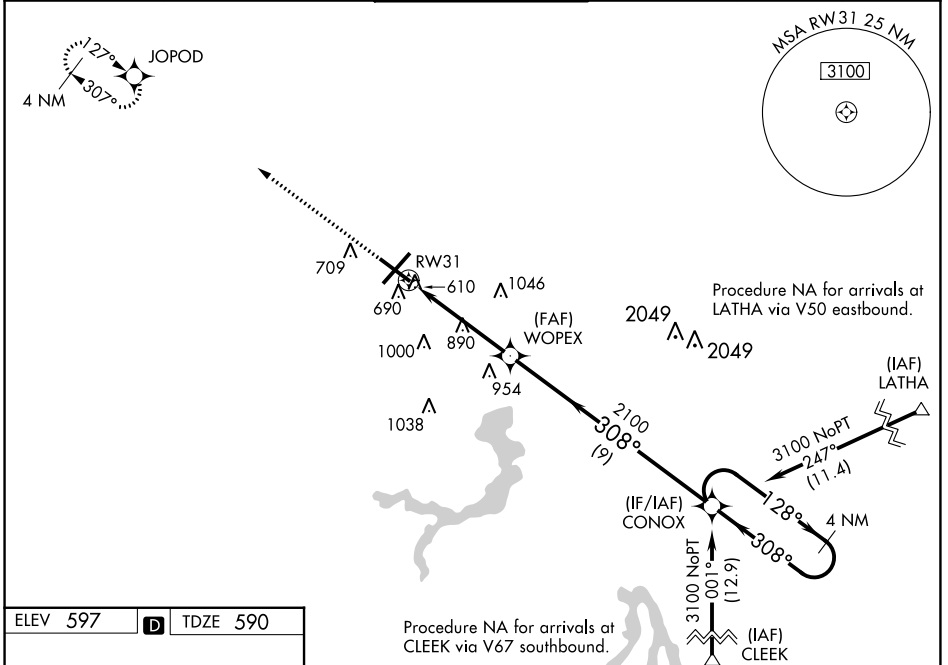 MSA RW31 25 NM
3100
JOPOD
127°
307°
4 NM
709
RW31
610
690
1046
Procedure NA for arrivals at
LATHA via V50 eastbound.
(FAF)
WOPEX
890
1000
954
1038
2049
2049
(IAF)
LATHA
3100 NoPT
247°
(11.4)
2100
308°
(9)
(IF/IAF)
CONOX
128°
4 NM
308°
3100 NoPT
001°
(12.9)
(IAF)
CLEEK
Procedure NA for arrivals at
CLEEK via V67 southbound.
ELEV 597 D TDZE 590